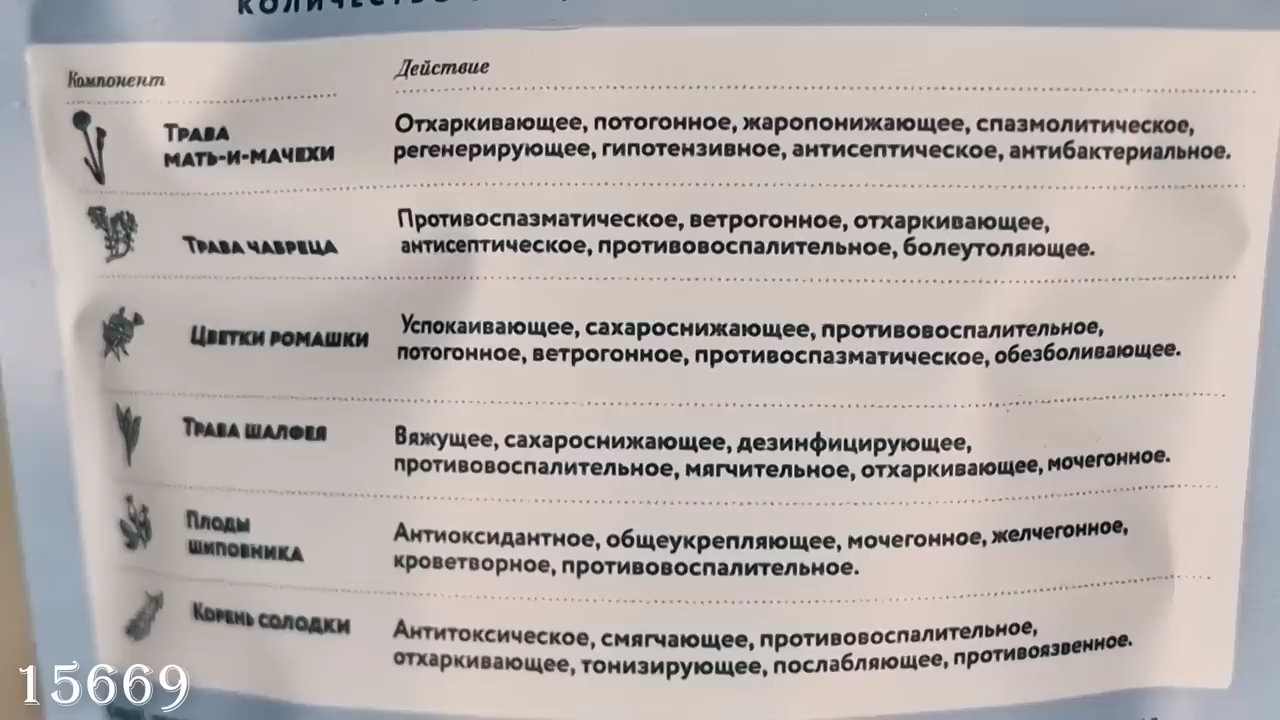 Компонент
Действие
Трава
мать-и-мачехи
Отхаркивающее, потогонное, жаропонижающее, спазмолитическое,
регенерирующее, гипотензивное, антисептическое, антибактериальное.
Трава чабреца
Противоспазматическое, ветрогонное, отхаркивающее,
антисептическое, противовоспалительное, болеутоляющее.
Цветки ромашки
Успокаивающее, сахароснижающее, противовоспалительное,
потогонное, ветрогонное, противоспазматическое, обезболивающее.
Трава шалфея
Вяжущее, сахароснижающее, дезинфицирующее,
противовоспалительное, мягчительное, отхаркивающее, мочегонное.
Плоды
шиповника
Антиоксидантное, общеукрепляющее, мочегонное, желчегонное,
кроветворное, противовоспалительное.
Корень солодки
Антитоксическое, смягчающее, противовоспалительное,
отхаркивающее, тонизирующее, послабляющее, противоязвенное.
15669